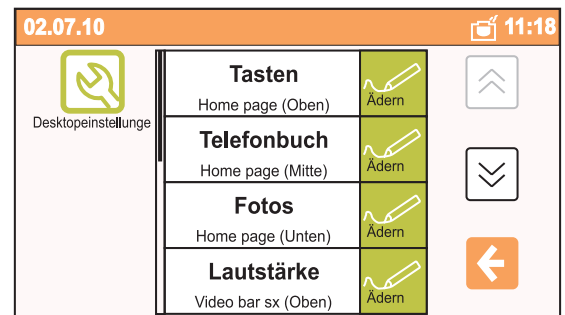 02.07.10 11:18
Desktopeinstellunge
Tasten
Home page (Oben)
Ädern
Telefonbuch
Home page (Mitte)
Ädern
Fotos
Home page (Unten)
Ädern
Lautstärke
Video bar sx (Oben)
Ädern